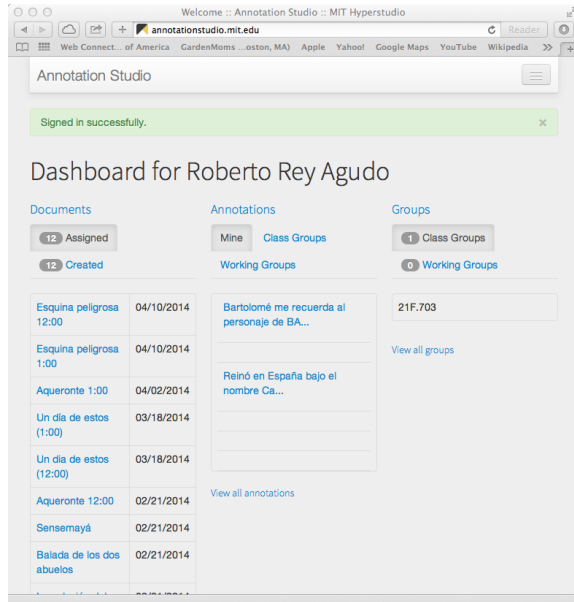 Welcome :: Annotation Studio :: MIT Hyperstudio
annotationstudio.mit.edu
Reader
Web Connect... of America GardenMoms ...oston, MA) Apple Yahoo! Google Maps YouTube Wikipedia
Annotation Studio
Signed in successfully.
Dashboard for Roberto Rey Agudo
Documents
12 Assigned
12 Created
Esquina peligrosa 04/10/2014
12:00
Esquina peligrosa 04/10/2014
1:00
Aqueronte 1:00 04/02/2014
Un día de estos 03/18/2014
(1:00)
Un dia de estos 03/18/2014
(12:00)
Aqueronte 12:00 02/21/2014
Sensemayá 02/21/2014
Balada de los dos 02/21/2014
abuelos
Annotations
Mine Class Groups
Working Groups
Bartolomé me recuerda al
personaje de BA...
Reinó en España bajo el
nombre Ca...
View all annotations
Groups
1 Class Groups
0 Working Groups
21F.703
View all groups